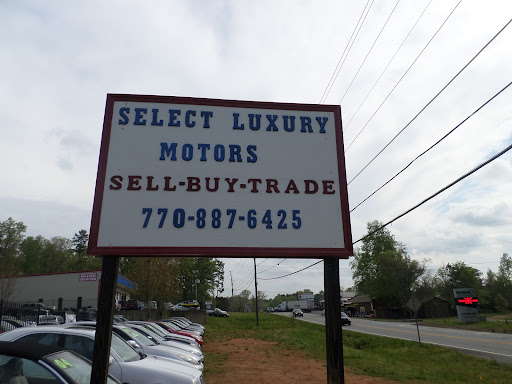 SELECT LUXURY
MOTORS
SELL-BUY-TRADE
770-887-6425